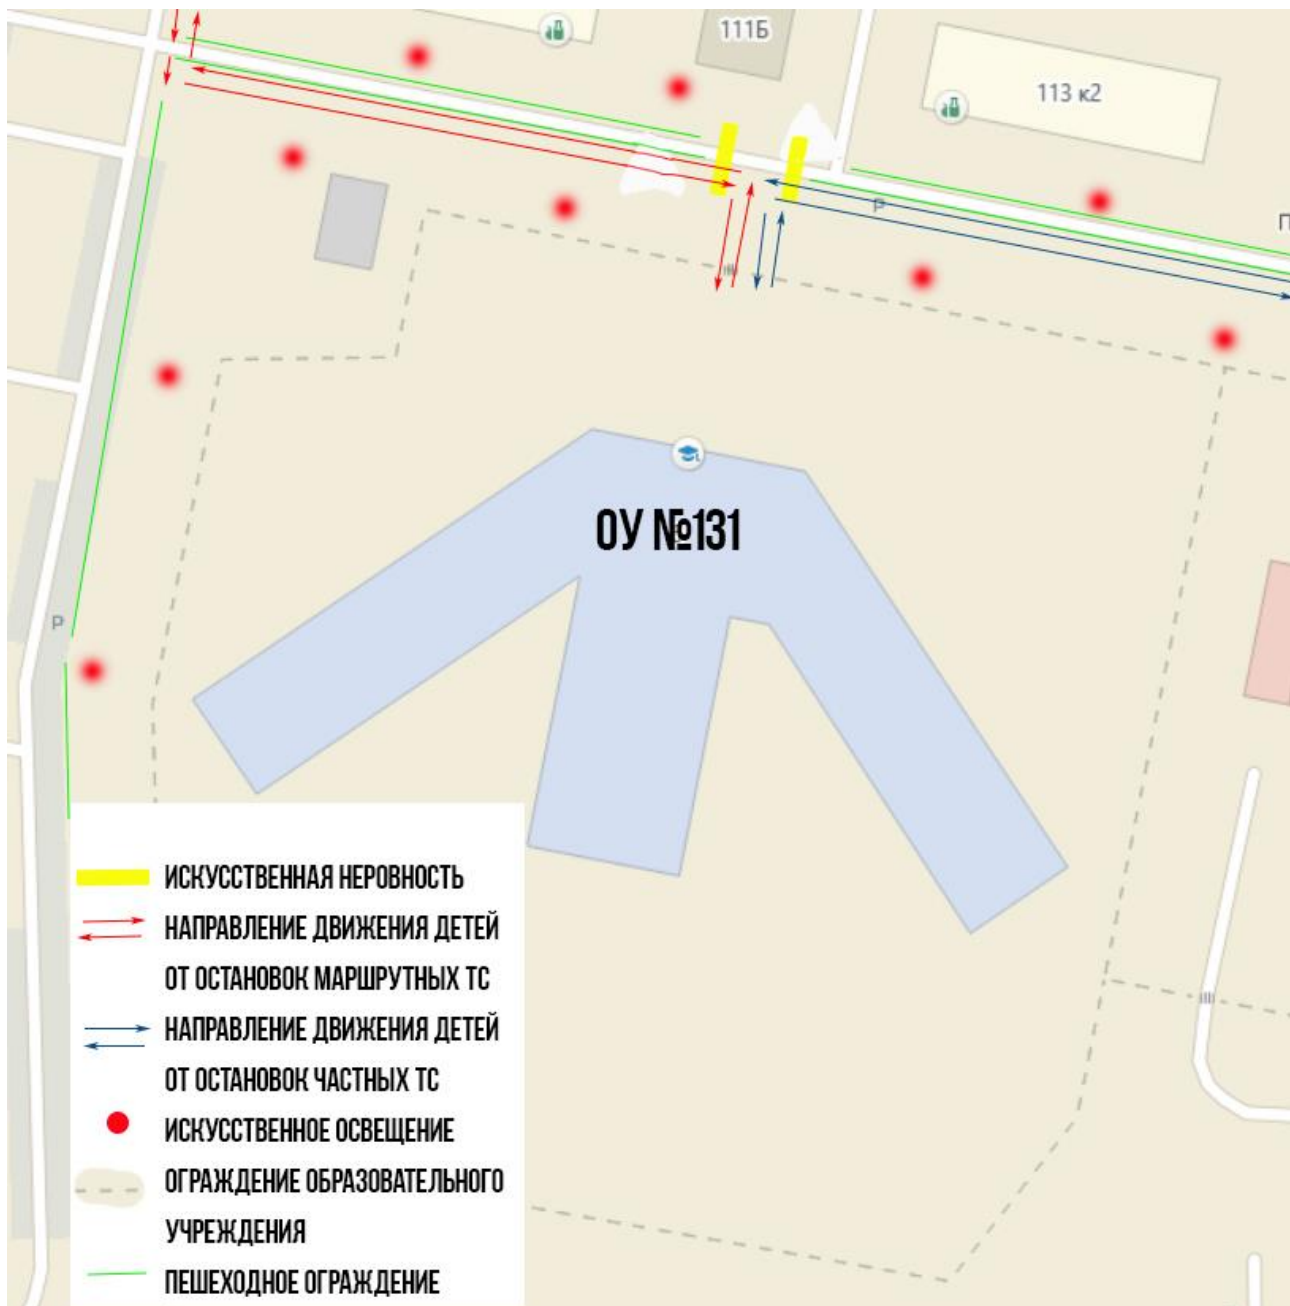 111Б
113 к2
Р
П
ОУ №131
Р
ИСКУССТВЕННАЯ НЕРОВНОСТЬ
НАПРАВЛЕНИЕ ДВИЖЕНИЯ ДЕТЕЙ
ОТ ОСТАНОВОК МАРШРУТНЫХ ТС
НАПРАВЛЕНИЕ ДВИЖЕНИЯ ДЕТЕЙ
ОТ ОСТАНОВОК ЧАСТНЫХ ТС
ИСКУССТВЕННОЕ ОСВЕЩЕНИЕ
ОГРАЖДЕНИЕ ОБРАЗОВАТЕЛЬНОГО
УЧРЕЖДЕНИЯ
ПЕШЕХОДНОЕ ОГРАЖДЕНИЕ